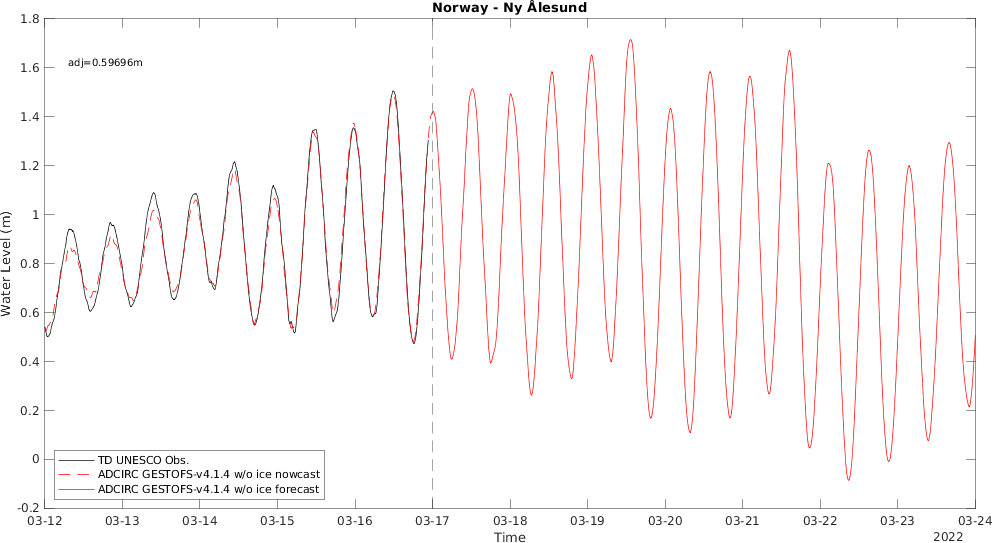 Norway - Ny Ålesund
1.8
1.6
1.4
1.2
1
0.8
0.6
0.4
0.2
0
-0.2
Water Level (m)
adj=0.59696m
TD UNESCO Obs.
ADCIRC GESTOFS-v4.1.4 w/o ice nowcast
ADCIRC GESTOFS-v4.1.4 w/o ice forecast
03-12 03-13 03-14 03-15 03-16 03-17 03-18 03-19 03-20 03-21 03-22 03-23 03-24
Time
2022